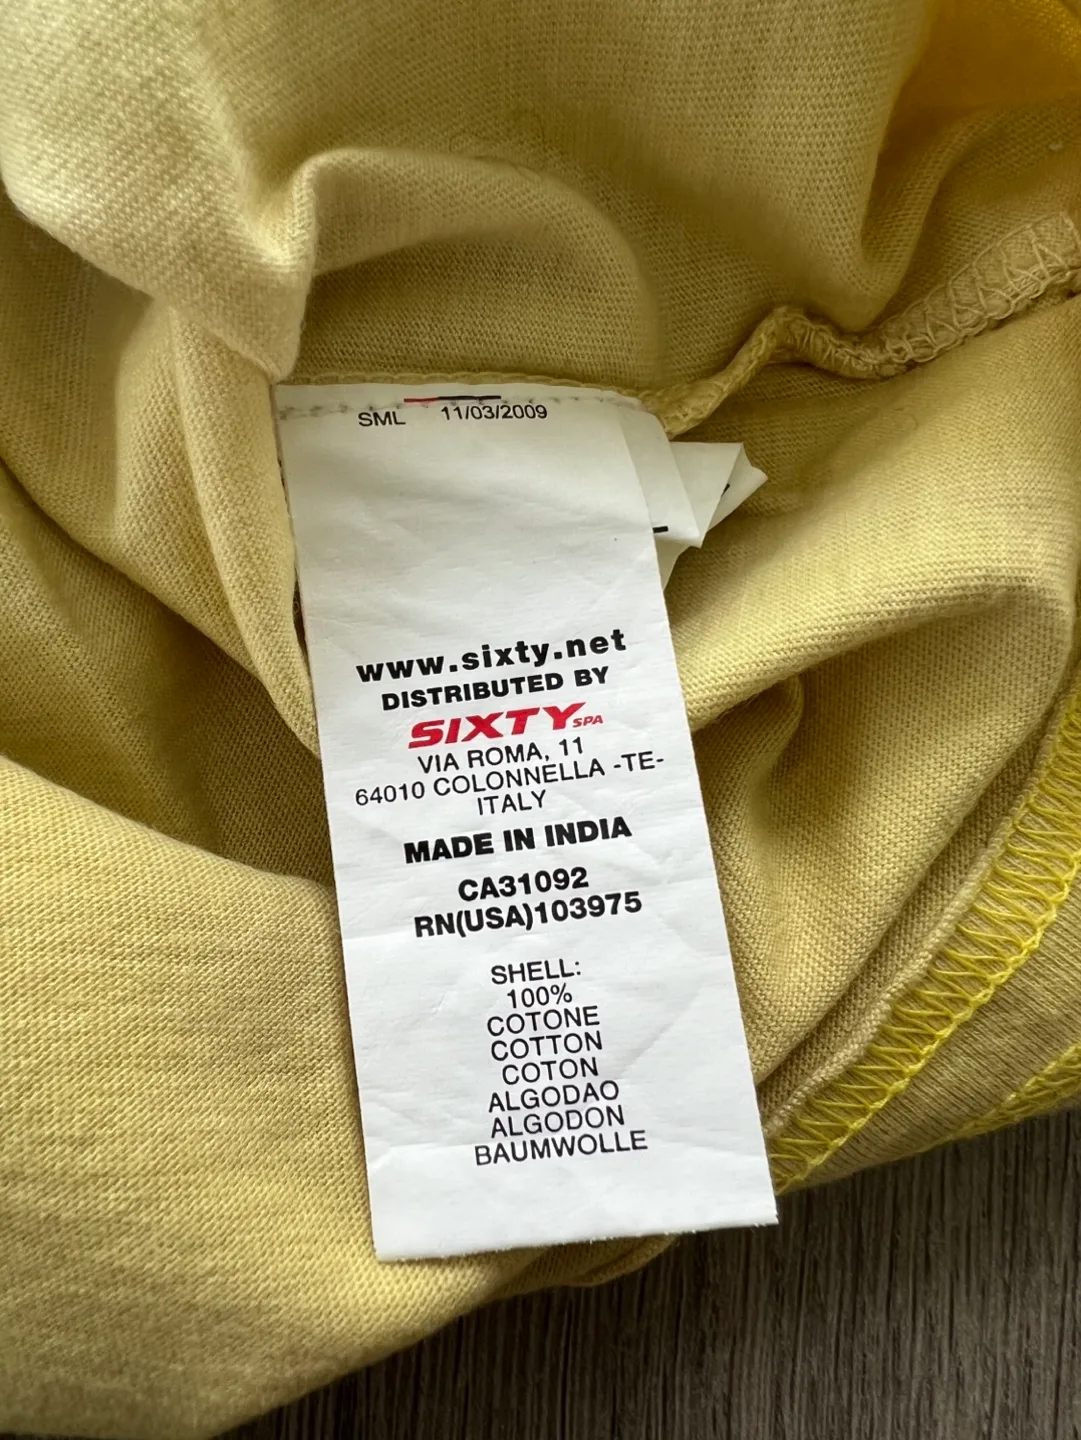 SML 11/03/2009
www.sixty.net
DISTRIBUTED BY
SIXTY SPA
VIA ROMA, 11
64010 COLONNELLA -TE-
ITALY
MADE IN INDIA
CA31092
RN(USA)103975
SHELL:
100%
COTONE
COTTON
COTON
ALGODAO
ALGODON
BAUMWOLLE